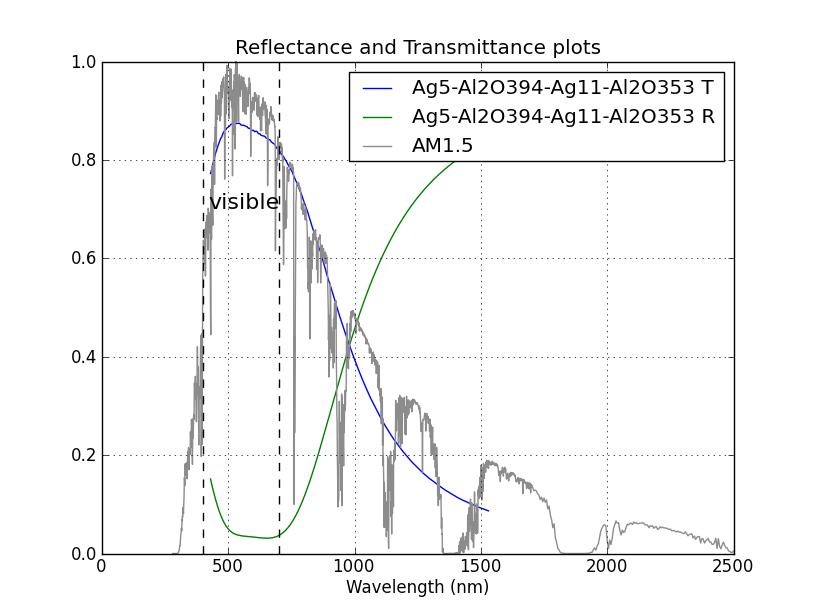 Reflectance and Transmittance plots
1.0
Ag5-Al2O394-Ag11-Al2O353 T
Ag5-Al2O394-Ag11-Al2O353 R
AM1.5
0.8
visible
0.6
0.4
0.2
0.0
0 500 1000 1500 2000 2500
Wavelength (nm)